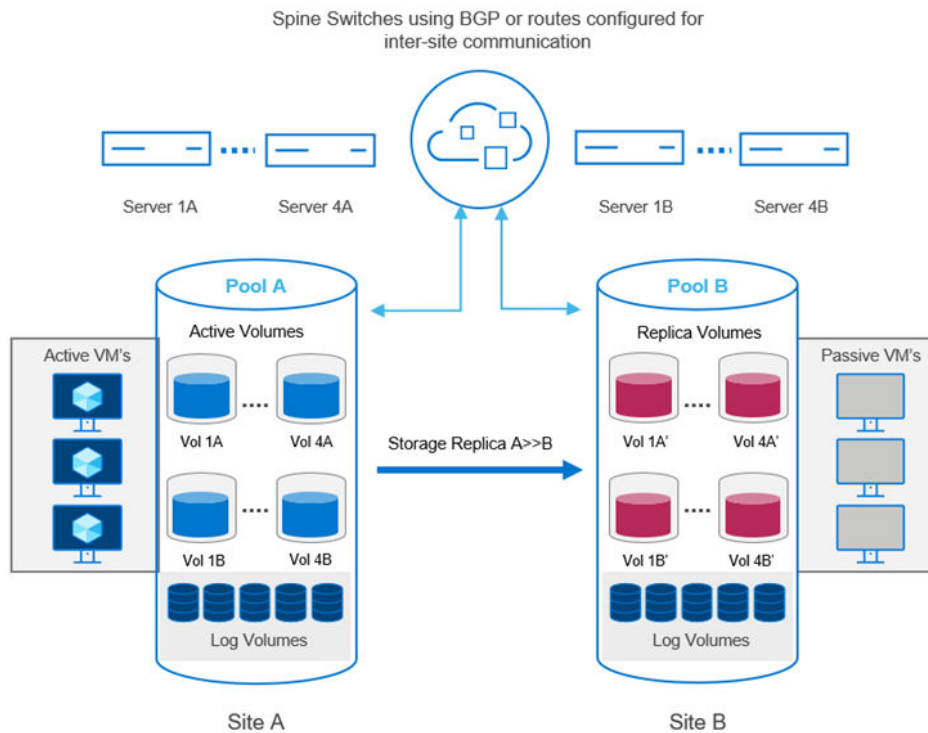 Spine Switches using BGP or routes configured for
inter-site communication
Server 1A
Server 4A
Server 1B
Server 4B
Pool A
Pool B
Active Volumes
Replica Volumes
Active VM's
Passive VM's
Vol 1A
Vol 4A
Vol 1A'
Vol 4A'
Storage Replica A>>B
Vol 1B
Vol 4B
Vol 1B'
Vol 4B'
Log Volumes
Log Volumes
Site A
Site B